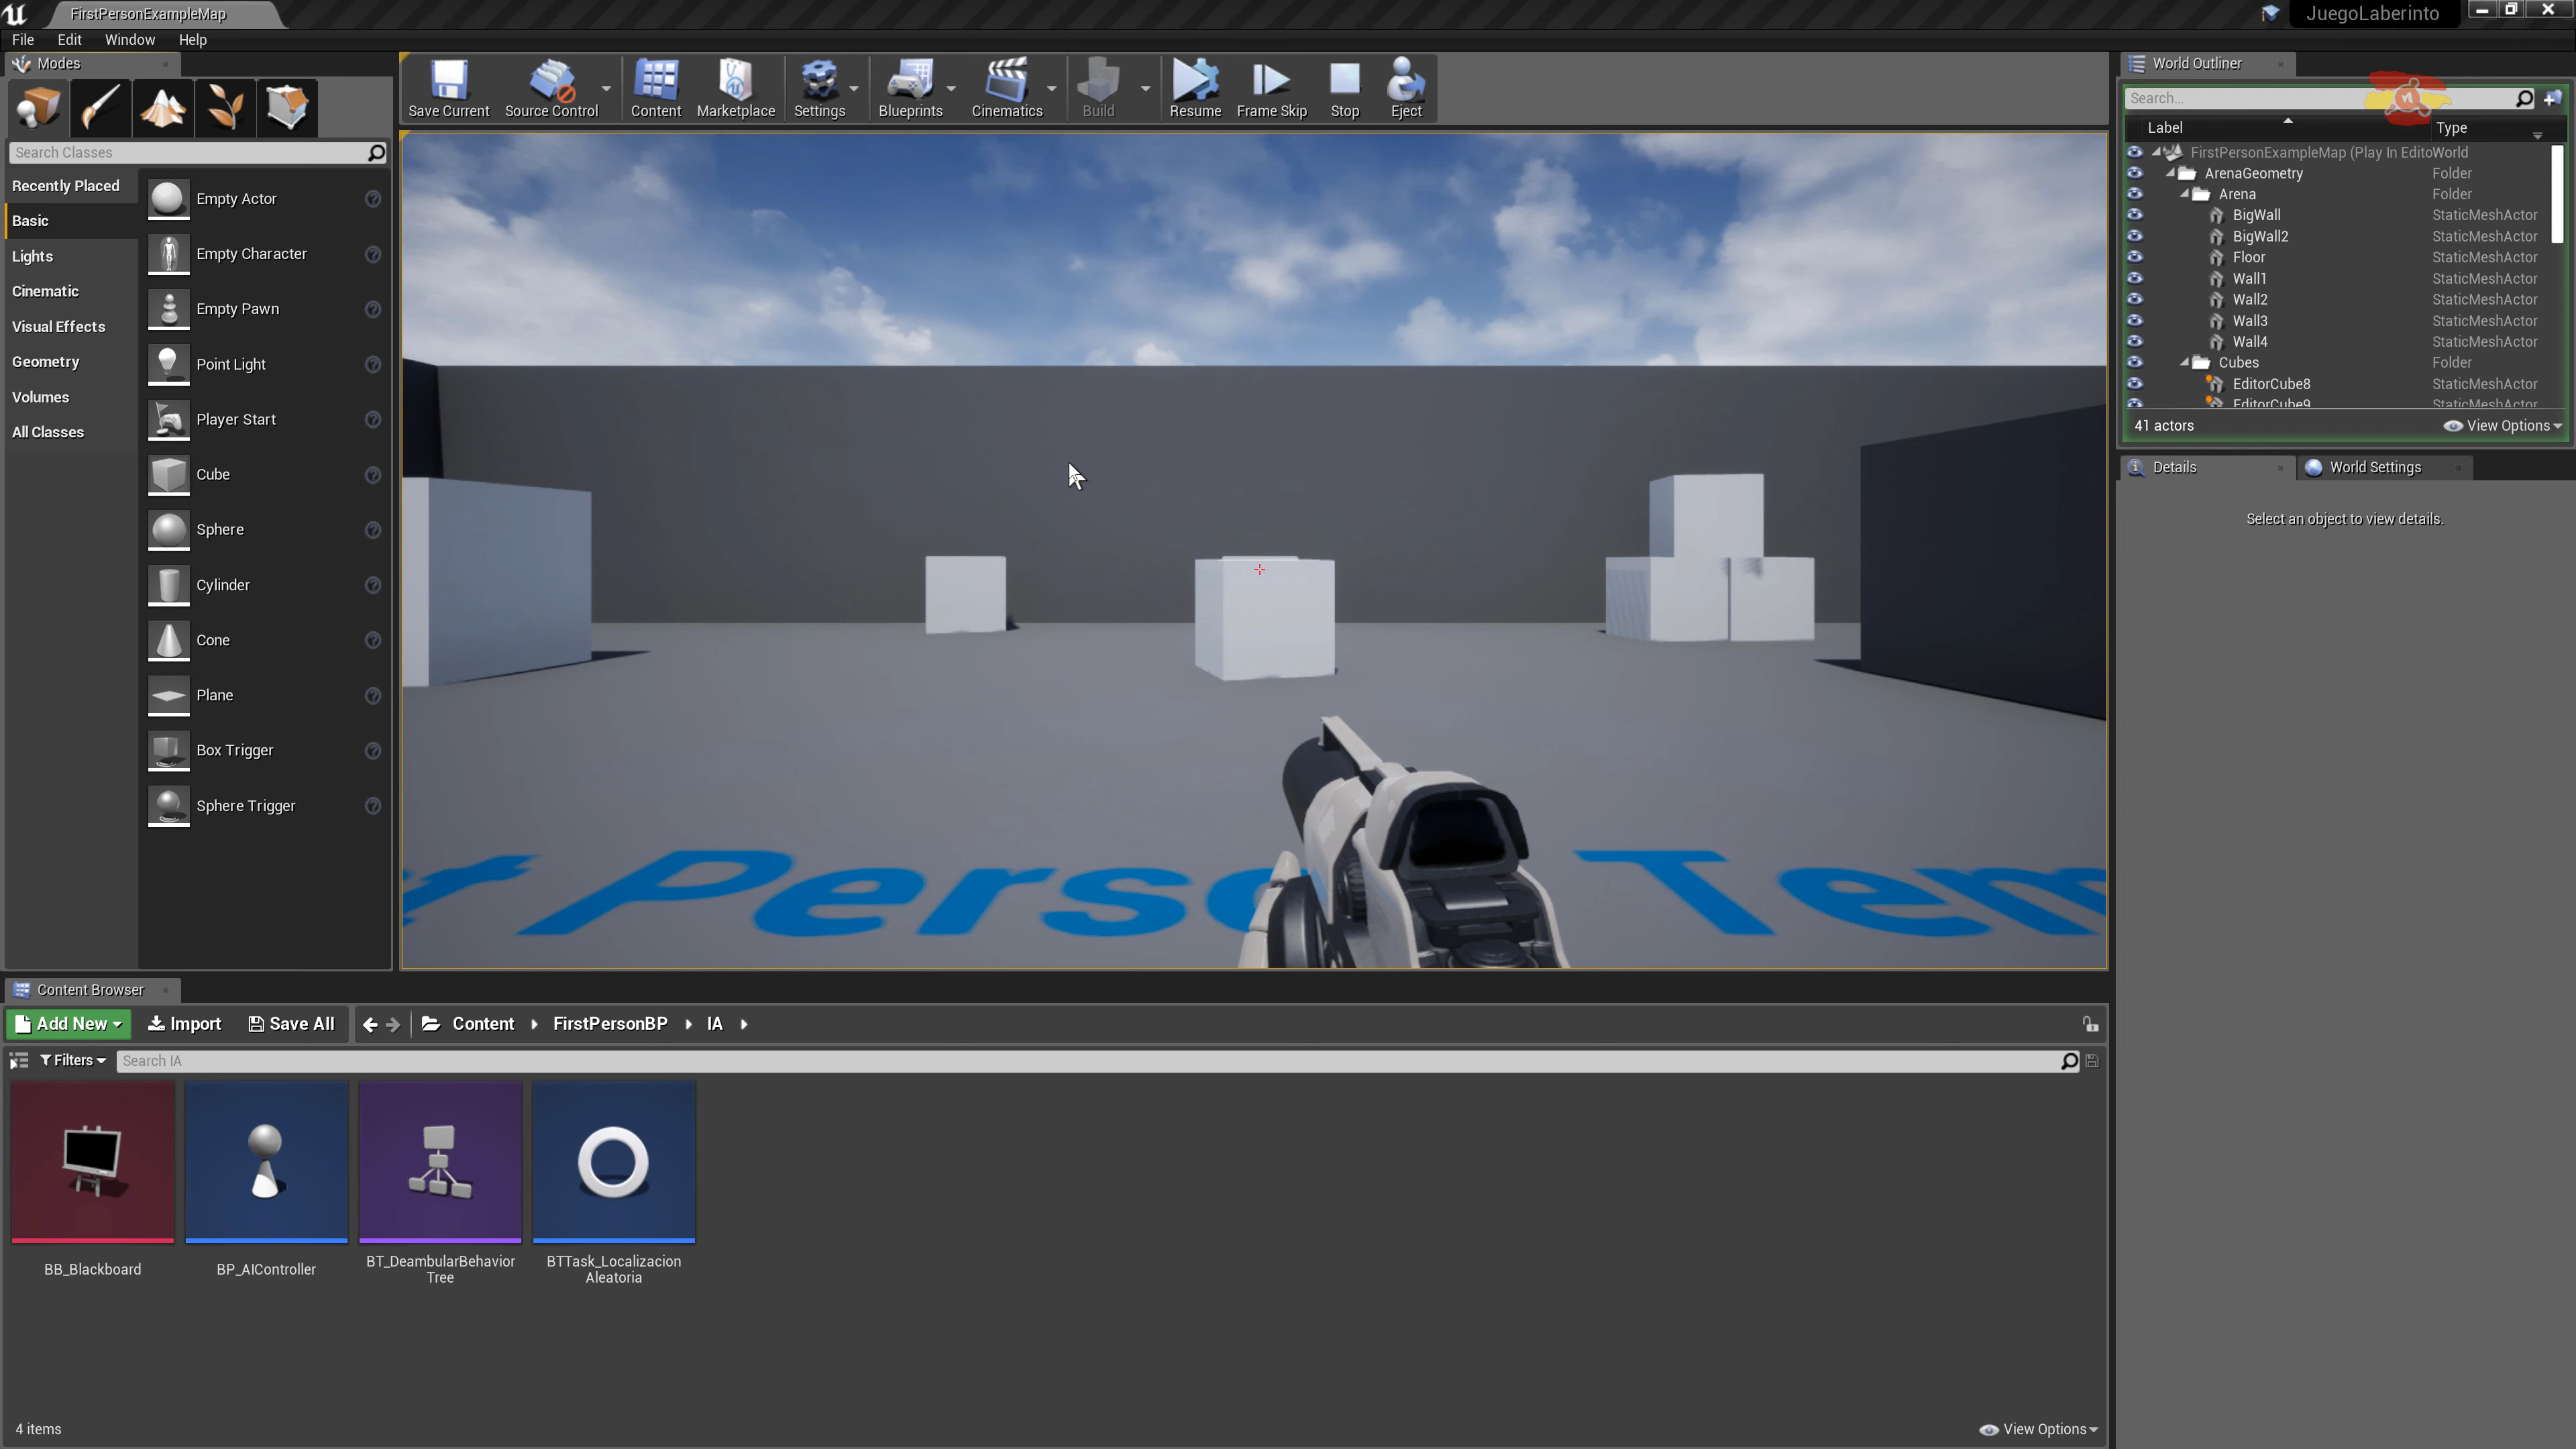 FirstPersonExampleMap
JuegoLaberinto
File Edit Window Help
Modes
Search Classes
Recently Placed
Basic
Lights
Cinematic
Visual Effects
Geometry
Volumes
All Classes
Empty Actor
Empty Character
Empty Pawn
Point Light
Player Start
Cube
Sphere
Cylinder
Cone
Plane
Box Trigger
Sphere Trigger
Save Current Source Control Content Marketplace Settings Blueprints Cinematics Build Resume Frame Skip Stop Eject
y Perso Tem
World Outliner
Search...
Label Type
FirstPersonExampleMap (Play In Edito World
ArenaGeometry Folder
Arena Folder
BigWall StaticMeshActor
BigWall2 StaticMeshActor
Floor StaticMeshActor
Wall1 StaticMeshActor
Wall2 StaticMeshActor
Wall3 StaticMeshActor
Wall4 StaticMeshActor
Cubes Folder
EditorCube8 StaticMeshActor
EditorCube9 StaticMeshActor
41 actors View Options
Details World Settings
Select an object to view details.
Content Browser
Add New Import Save All Content FirstPersonBP IA
Filters Search IA
BB_Blackboard
BP_AIController
BT_DeambularBehavior
Tree
BTTask_Localizacion
Aleatoria
4 items View Options